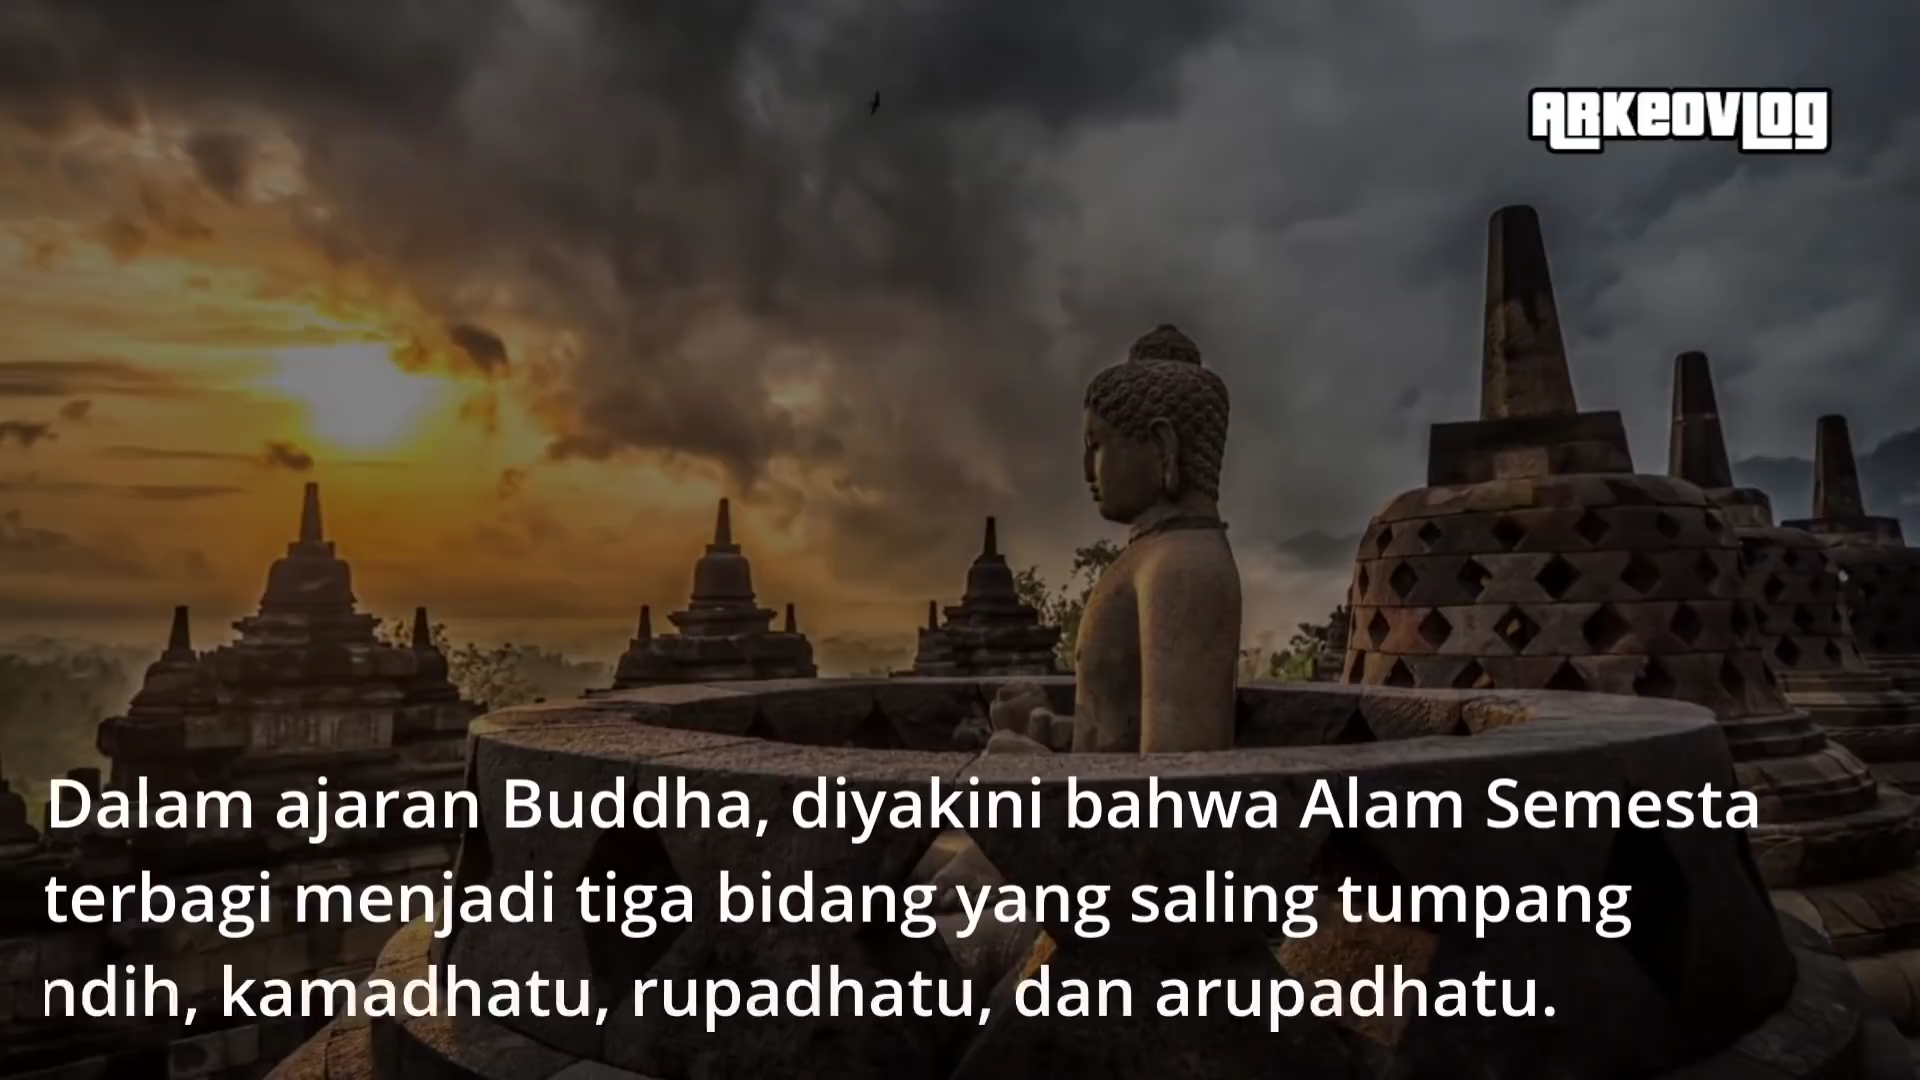 ARKEOVLOG
Dalam ajaran Buddha, diyakini bahwa Alam Semesta
terbagi menjadi tiga bidang yang saling tumpang
ndih, kamadhatu, rupadhatu, dan arupadhatu.